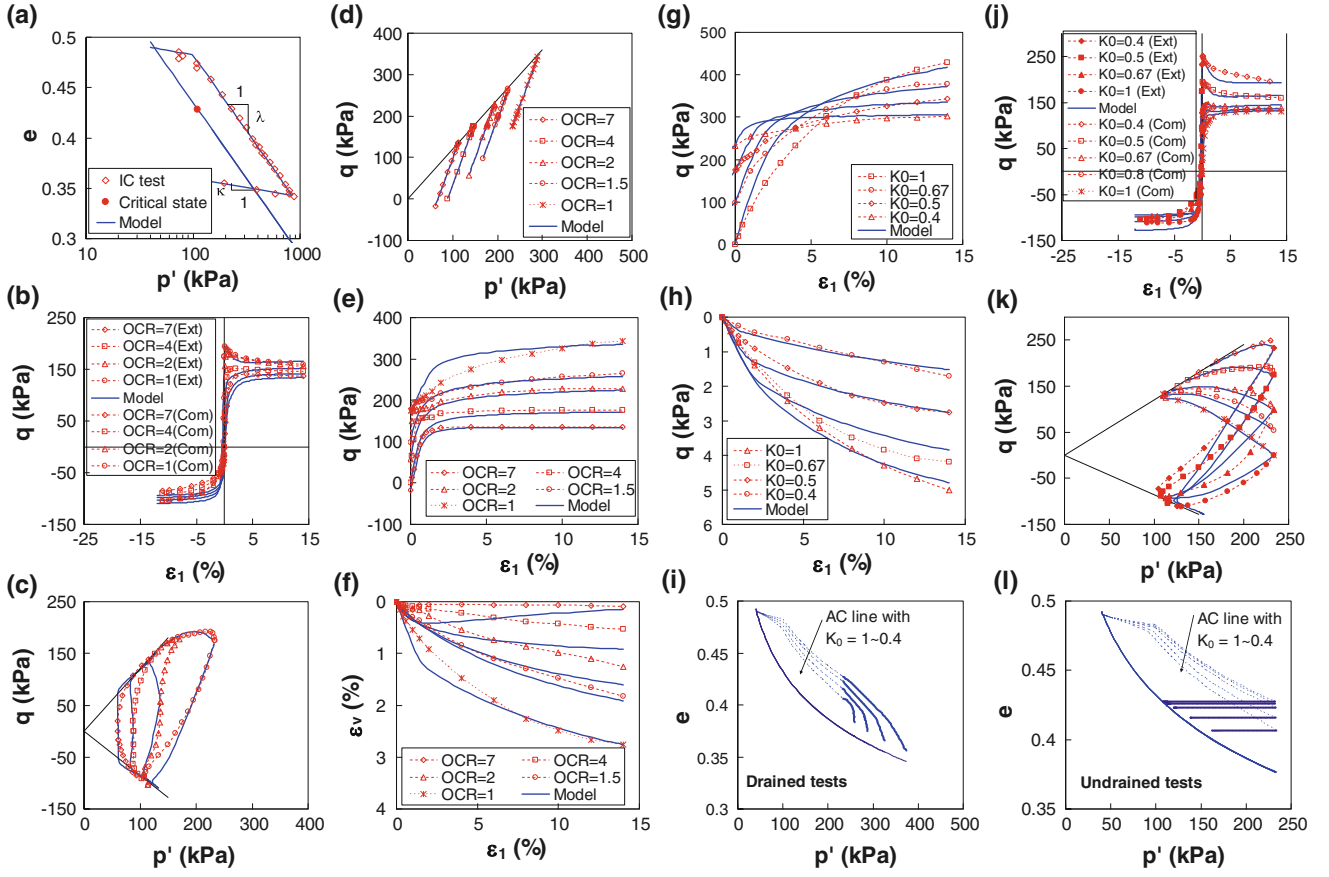 (a)
0.5
0.45
0.4
0.35
0.3
e
1
λ
κ
1
IC test
Critical state
Model
10
100
1000
p' (kPa)
(d)
400
300
200
100
0
-100
q (kPa)
OCR=7
OCR=4
OCR=2
OCR=1.5
OCR=1
Model
0 100 200 300 400 500
p' (kPa)
(g)
500
400
300
200
100
0
q (kPa)
K0=1
K0=0.67
K0=0.5
K0=0.4
Model
0 5 10 15
ε1 (%)
(j)
250
150
50
-50
-150
q (kPa)
K0=0.4 (Ext)
K0=0.5 (Ext)
K0=0.67 (Ext)
K0=1 (Ext)
Model
K0=0.4 (Com)
K0=0.5 (Com)
K0=0.67 (Com)
K0=0.8 (Com)
K0=1 (Com)
-25 -15 -5 5 15
ε1 (%)
(b)
250
150
50
-50
-150
q (kPa)
OCR=7(Ext)
OCR=4(Ext)
OCR=2(Ext)
OCR=1(Ext)
Model
OCR=7(Com)
OCR=4(Com)
OCR=2(Com)
OCR=1(Com)
-25 -15 -5 5 15
ε1 (%)
(e)
400
300
200
100
0
-100
q (kPa)
OCR=7 OCR=4
OCR=2 OCR=1.5
OCR=1 Model
0 5 10 15
ε1 (%)
(h)
0
1
2
3
4
5
6
K0=1
K0=0.67
K0=0.5
K0=0.4
Model
q (kPa)
0 5 10 15
ε1 (%)
(k)
250
150
50
-50
-150
q (kPa)
0 50 100 150 200 250
p' (kPa)
(c)
250
150
50
-50
-150
q (kPa)
0 100 200 300 400
p' (kPa)
(f)
0
1
2
3
4
εv (%)
OCR=7 OCR=4
OCR=2 OCR=1.5
OCR=1 Model
0 5 10 15
ε1 (%)
(i)
0.5
0.45
0.4
0.35
0.3
e
AC line with
K0 = 1~0.4
Drained tests
0 100 200 300 400 500
p' (kPa)
(l)
0.5
0.45
0.4
0.35
e
AC line with
K0 = 1~0.4
Undrained tests
0 50 100 150 200 250
p' (kPa)